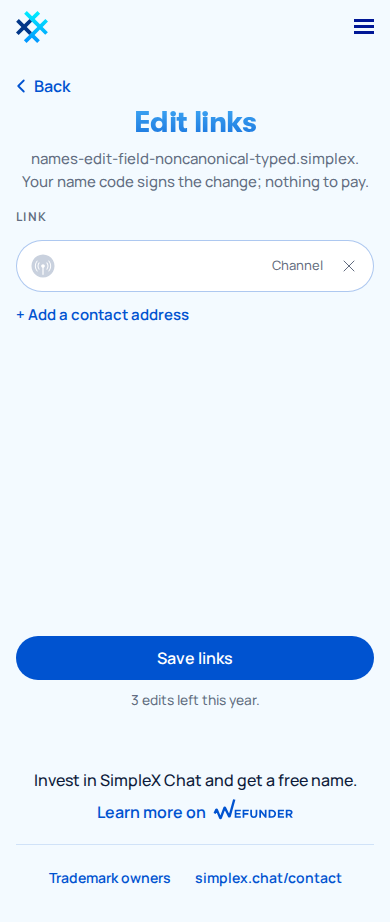 Back
Edit links
names-edit-field-noncanonical-typed.simplex.
Your name code signs the change; nothing to pay.
LINK
Channel
+ Add a contact address
Save links
3 edits left this year.
Invest in SimpleX Chat and get a free name.
Learn more on WEFUNDER
Trademark owners simplex.chat/contact